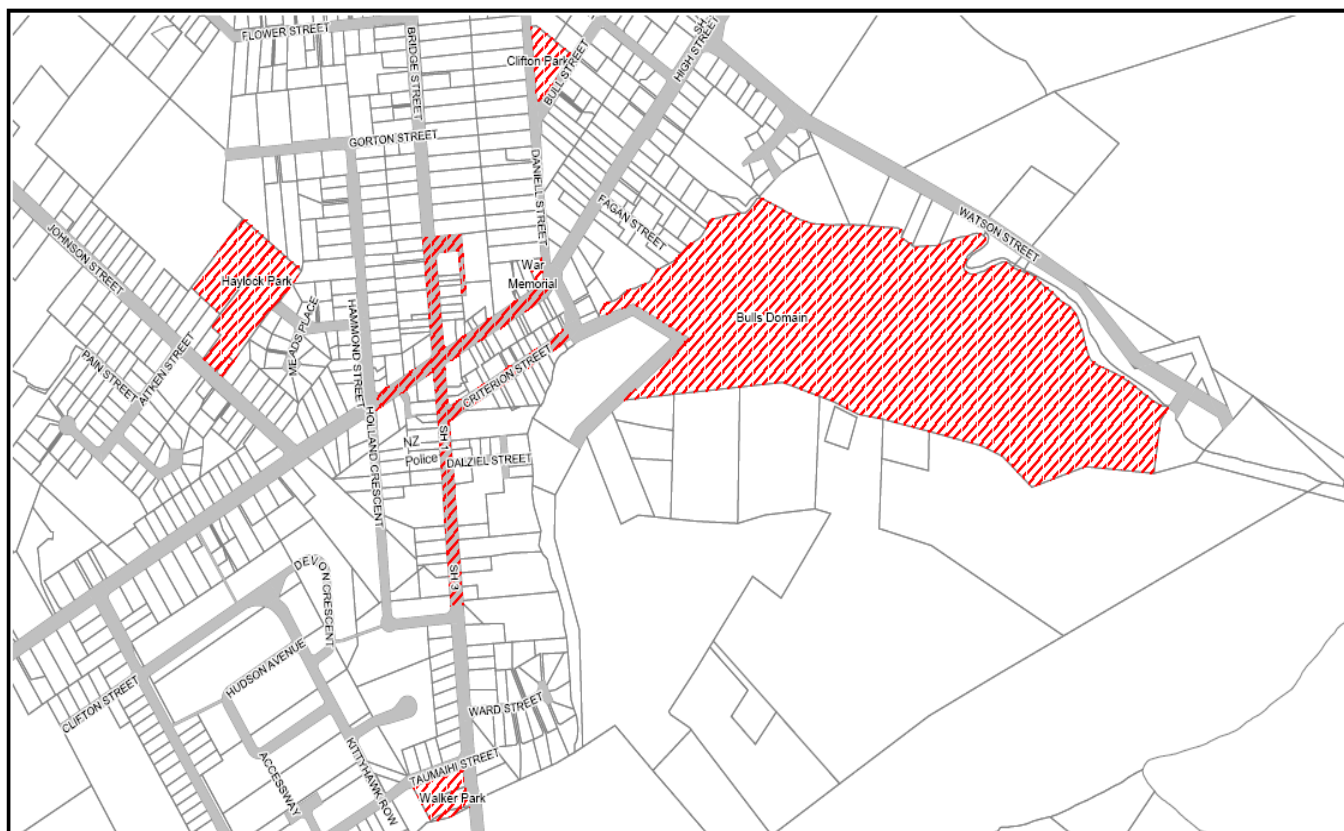 FLOWER STREET
BRIDGE STREET
Clifton Park
BULL STREET
HIGH STREET
SH
GORTON STREET
DANIELL STREET
FAGAN STREET
WATSON STREET
JOHNSON STREET
Haylock Park
War
Memorial
Bulls Domain
MEADS PLACE
HAMMOND STREET
PAIN STREET
AITKEN STREET
CRITERION STREET
HOLLAND CRESCENT
NZ
Police
SH 1
DALZIEL STREET
SH 3
DEVON CRESCENT
HUDSON AVENUE
CLIFTON STREET
WARD STREET
KITTYHAWK ROW
ACCESSWAY
TAUMAIHI STREET
Walker Park